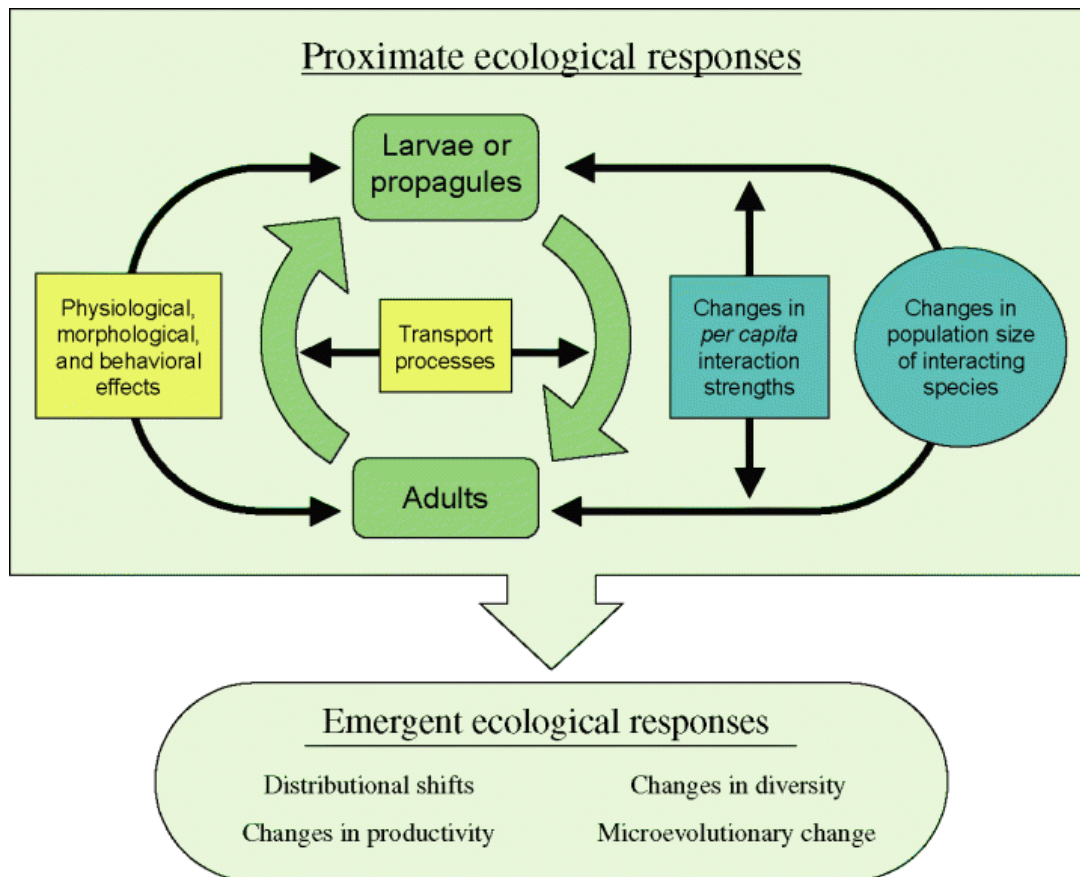 Proximate ecological responses
Larvae or
propagules
Physiological,
morphological,
and behavioral
effects
Transport
processes
Changes in
per capita
interaction
strengths
Changes in
population size
of interacting
species
Adults
Emergent ecological responses
Distributional shifts
Changes in diversity
Changes in productivity
Microevolutionary change